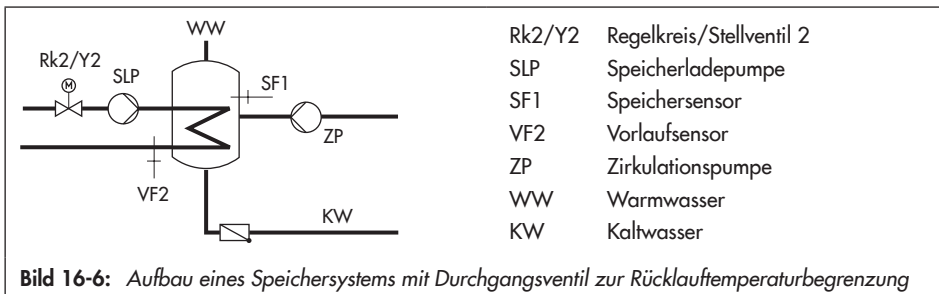 WW
Rk2/Y2
SLP
SF1
M
ZP
VF2
KW
Rk2/Y2 Regelkreis/Stellventil 2
SLP Speicherladepumpe
SF1 Speichersensor
VF2 Vorlaufsensor
ZP Zirkulationspumpe
WW Warmwasser
KW Kaltwasser
Bild 16-6: Aufbau eines Speichersystems mit Durchgangsventil zur Rücklauftemperaturbegrenzung